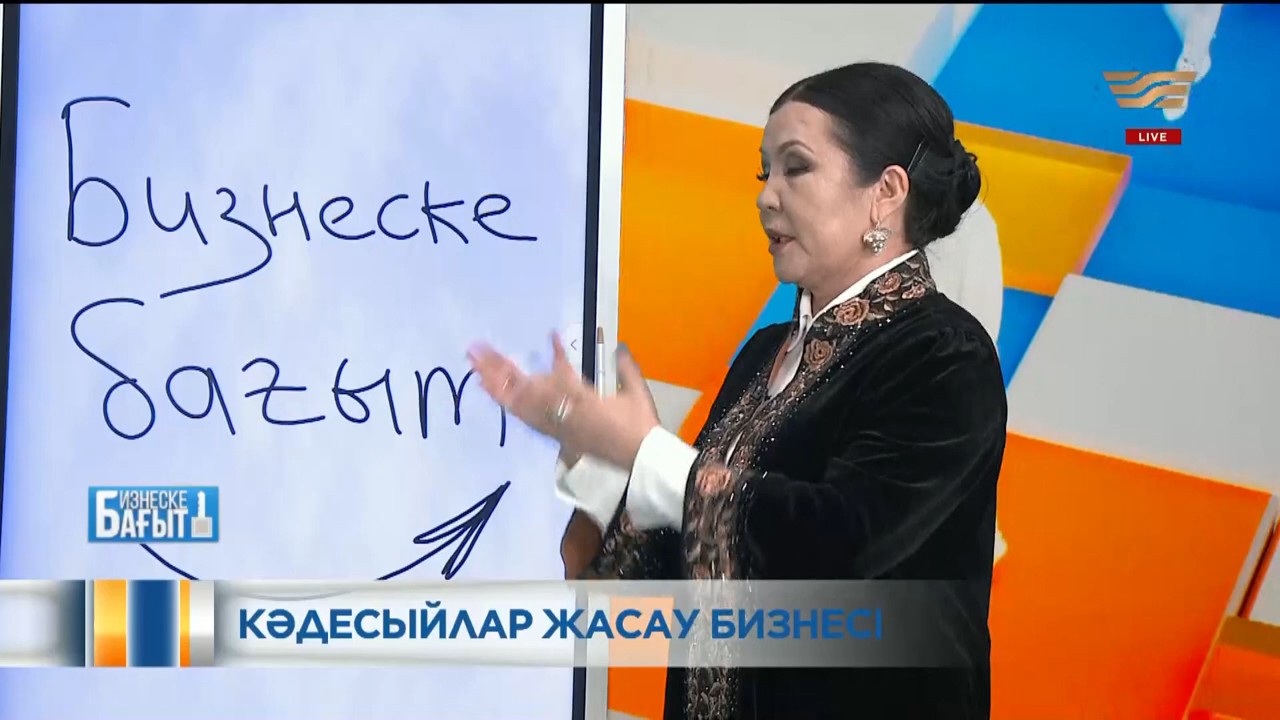 Бизнеске
бағыт
LIVE
БИЗНЕСКЕ
БАҒЫТ
КӘДЕСЫЙЛАР ЖАСАУ БИЗНЕСІ